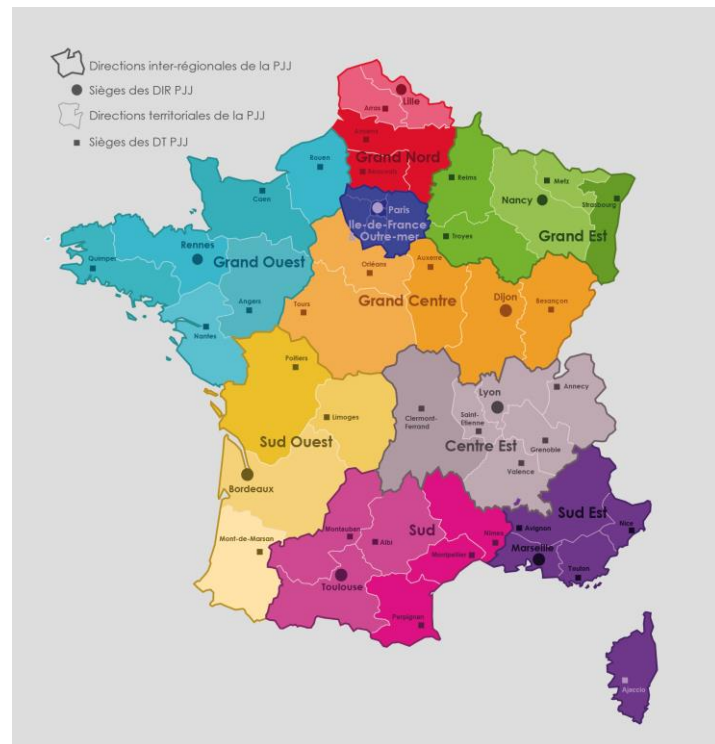 Directions inter-régionales de la PJJ
Sièges des DIR PJJ
Directions territoriales de la PJJ
Sièges des DT PJJ
Lille
Arras
Amiens
Grand Nord
Beauvais
Rouen
Caen
Reims
Metz
Nancy
Strasbourg
Paris
Ile-de-France
& Outre-mer
Troyes
Grand Est
Rennes
Quimper
Grand Ouest
Orléans
Auxerre
Angers
Tours
Grand Centre
Dijon
Besançon
Nantes
Poitiers
Lyon
Annecy
Limoges
Clermont-
Ferrand
Saint-
Etienne
Sud Ouest
Centre Est
Grenoble
Valence
Bordeaux
Sud Est
Mont-de-Marsan
Montauban
Sud
Albi
Nîmes
Avignon
Nice
Montpellier
Marseille
Toulouse
Toulon
Perpignan
Ajaccio